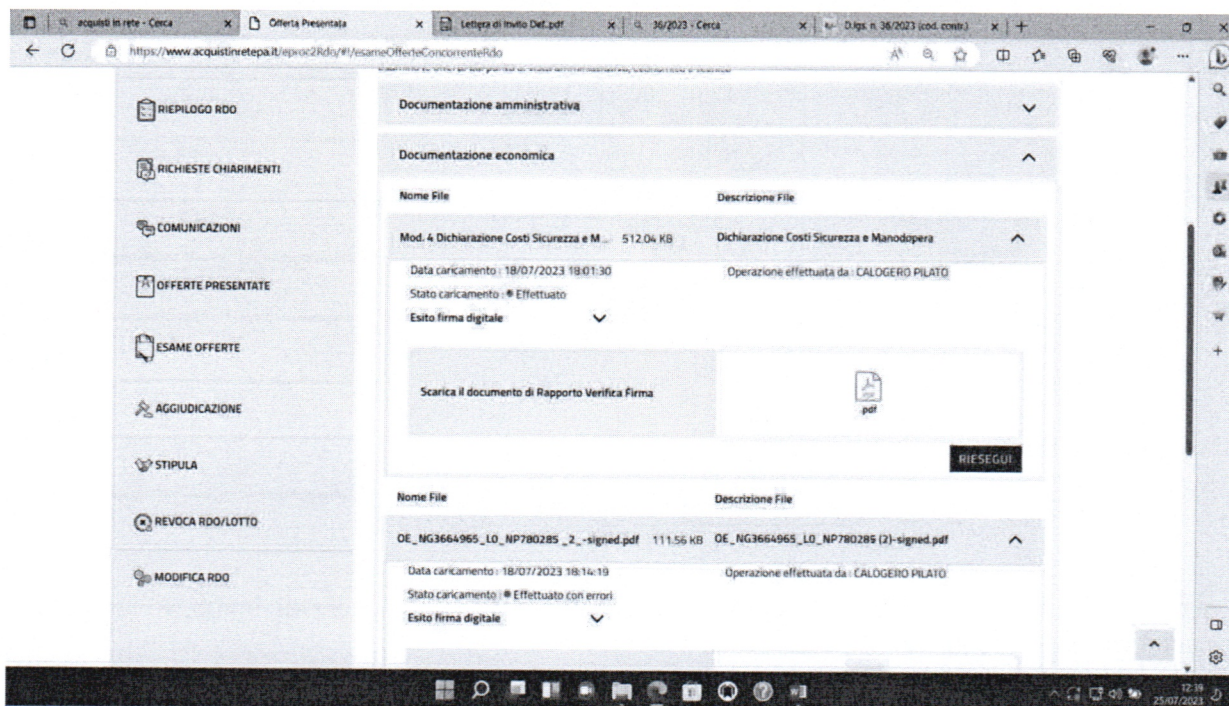 acquisti in rete - Cerca
Offerta Presentata
Lettera di Invito Def.pdf
36/2023 - Cerca
D.lgs. n. 36/2023 (cod. contr.)
https://www.acquistinretepa.it/eproc2Rdo/#!/esameOfferteConcorrenteRdo
RIEPILOGO RDO
RICHIESTE CHIARIMENTI
COMUNICAZIONI
OFFERTE PRESENTATE
ESAME OFFERTE
AGGIUDICAZIONE
STIPULA
REVOCA RDO/LOTTO
MODIFICA RDO
Documentazione amministrativa
Documentazione economica
Nome File
Descrizione File
Mod. 4 Dichiarazione Costi Sicurezza e M... 512.04 KB
Dichiarazione Costi Sicurezza e Manodopera
Data caricamento : 18/07/2023 18:01:30
Operazione effettuata da : CALOGERO PILATO
Stato caricamento : Effettuato
Esito firma digitale
Scarica il documento di Rapporto Verifica Firma
.pdf
RIESEGUI
Nome File
Descrizione File
OE_NG3664965_L0_NP780285 _2_-signed.pdf 111.56 KB
OE_NG3664965_L0_NP780285 (2)-signed.pdf
Data caricamento : 18/07/2023 18:14:19
Operazione effettuata da : CALOGERO PILATO
Stato caricamento : Effettuato con errori
Esito firma digitale
12:39
25/07/2023